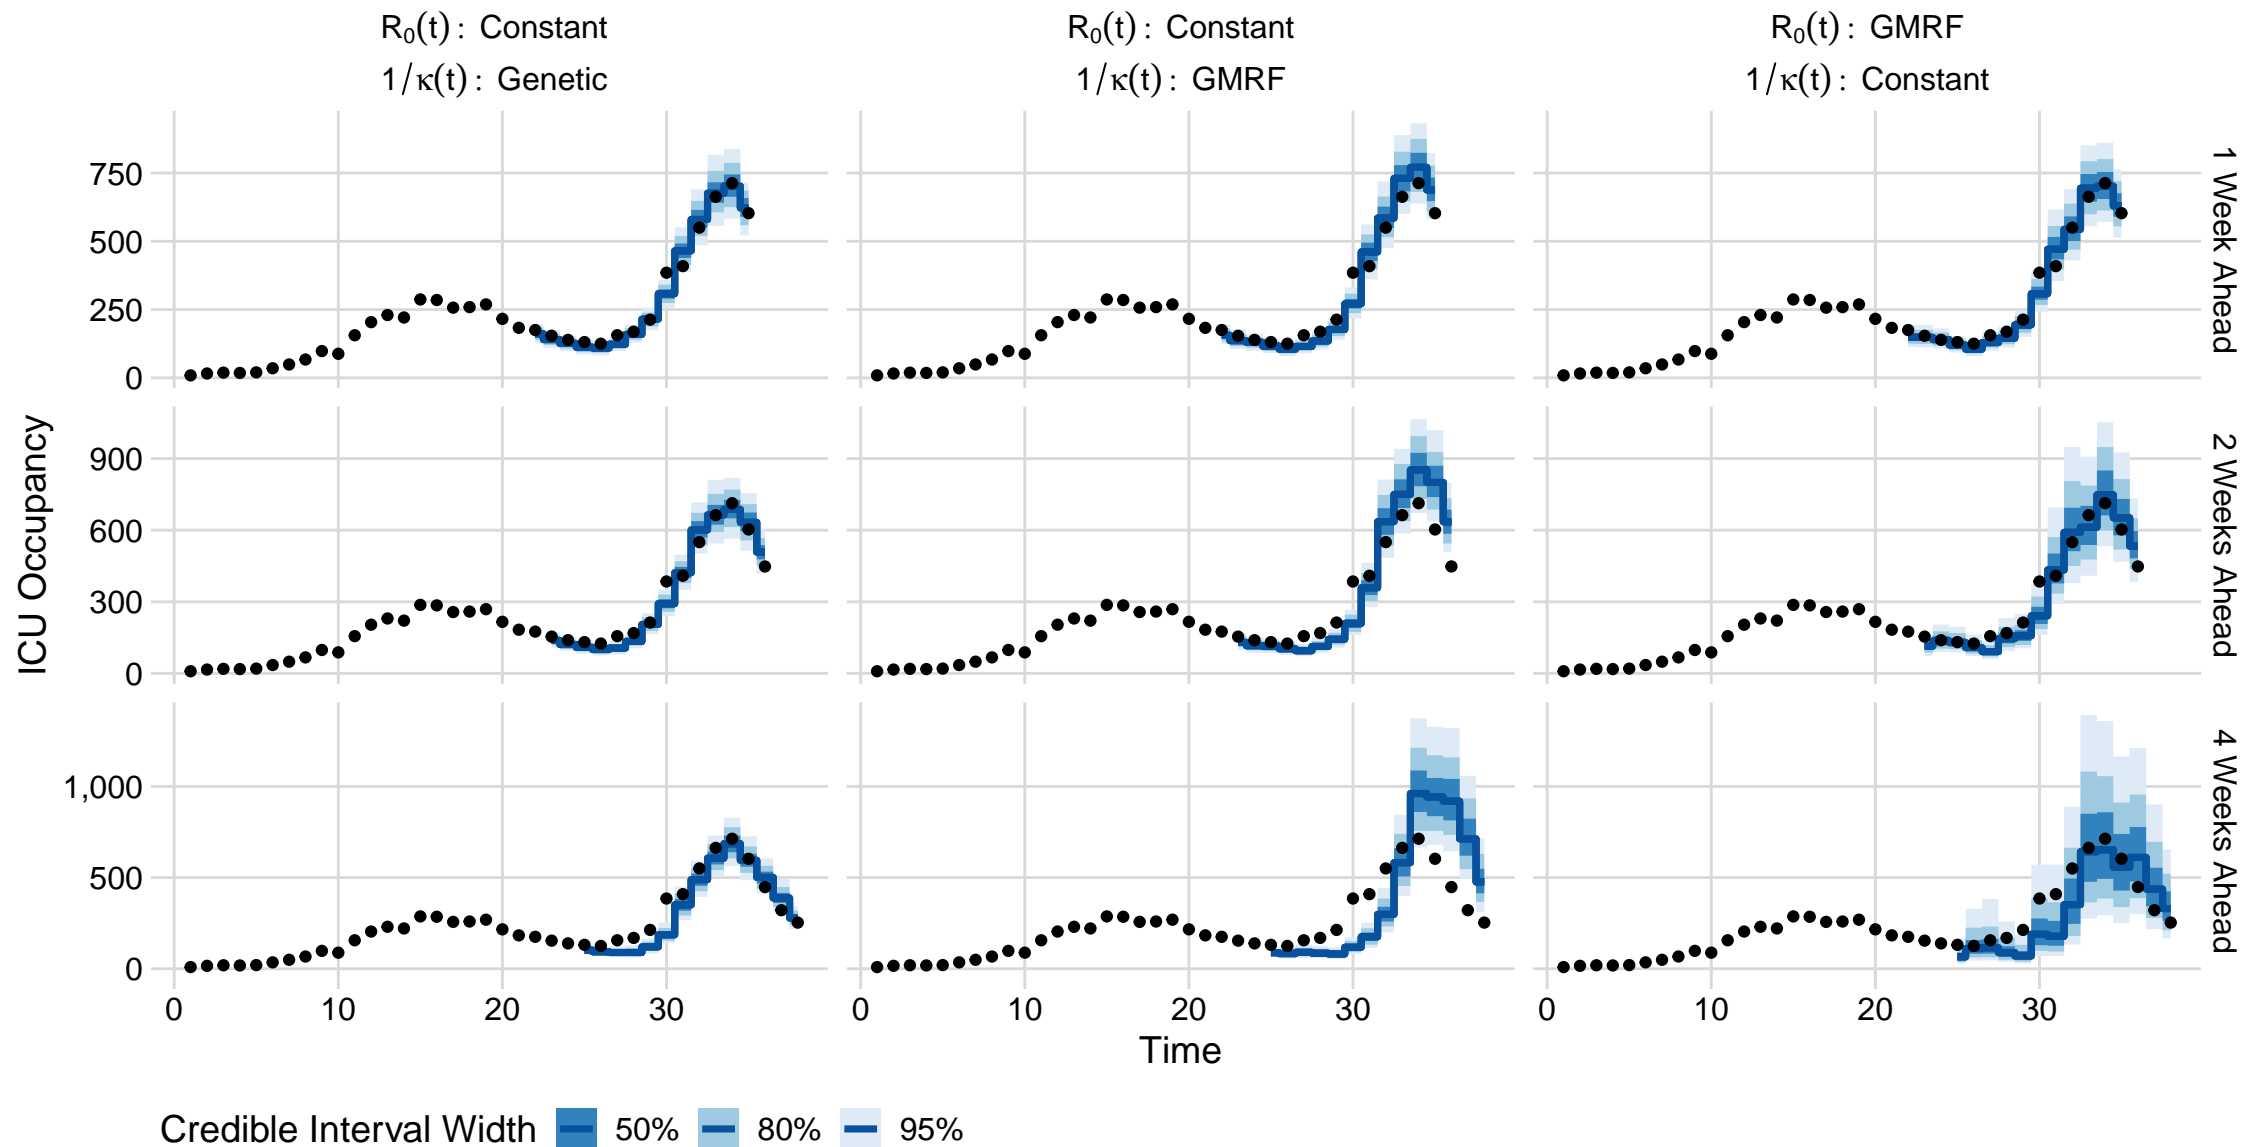 R₀(t) : Constant
1/κ(t) : Genetic
R₀(t) : Constant
1/κ(t) : GMRF
R₀(t) : GMRF
1/κ(t) : Constant
750
500
250
0
1 Week Ahead
900
600
300
0
2 Weeks Ahead
1,000
500
0
4 Weeks Ahead
ICU Occupancy
0 10 20 30
0 10 20 30
0 10 20 30
Time
Credible Interval Width 50% 80% 95%